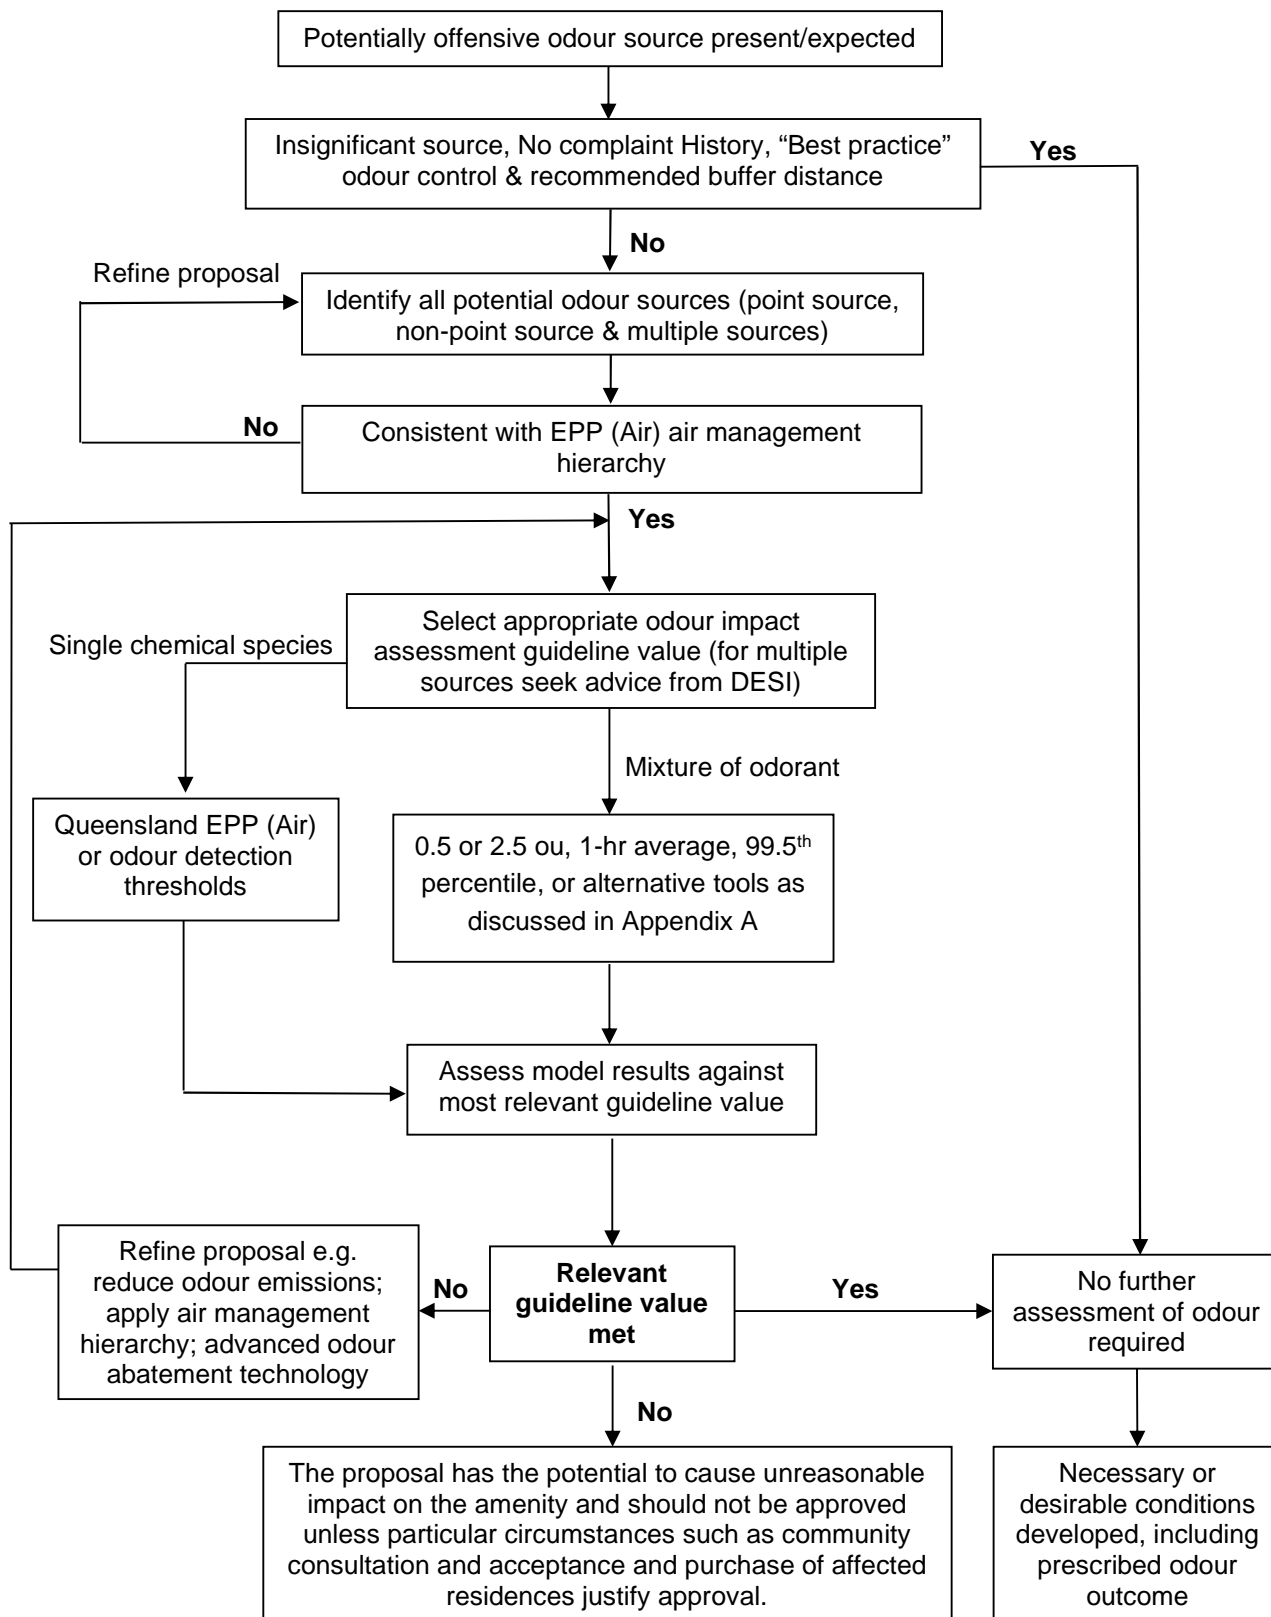 Potentially offensive odour source present/expected
Insignificant source, No complaint History, “Best practice”
odour control & recommended buffer distance
Yes
No
Refine proposal
Identify all potential odour sources (point source,
non-point source & multiple sources)
No
Consistent with EPP (Air) air management
hierarchy
Yes
Single chemical species
Select appropriate odour impact
assessment guideline value (for multiple
sources seek advice from DESI)
Mixture of odorant
Queensland EPP (Air)
or odour detection
thresholds
0.5 or 2.5 ou, 1-hr average, 99.5th
percentile, or alternative tools as
discussed in Appendix A
Assess model results against
most relevant guideline value
Refine proposal e.g.
reduce odour emissions;
apply air management
hierarchy; advanced odour
abatement technology
No
Relevant
guideline value
met
Yes
No further
assessment of odour
required
No
The proposal has the potential to cause unreasonable
impact on the amenity and should not be approved
unless particular circumstances such as community
consultation and acceptance and purchase of affected
residences justify approval.
Necessary or
desirable conditions
developed, including
prescribed odour
outcome